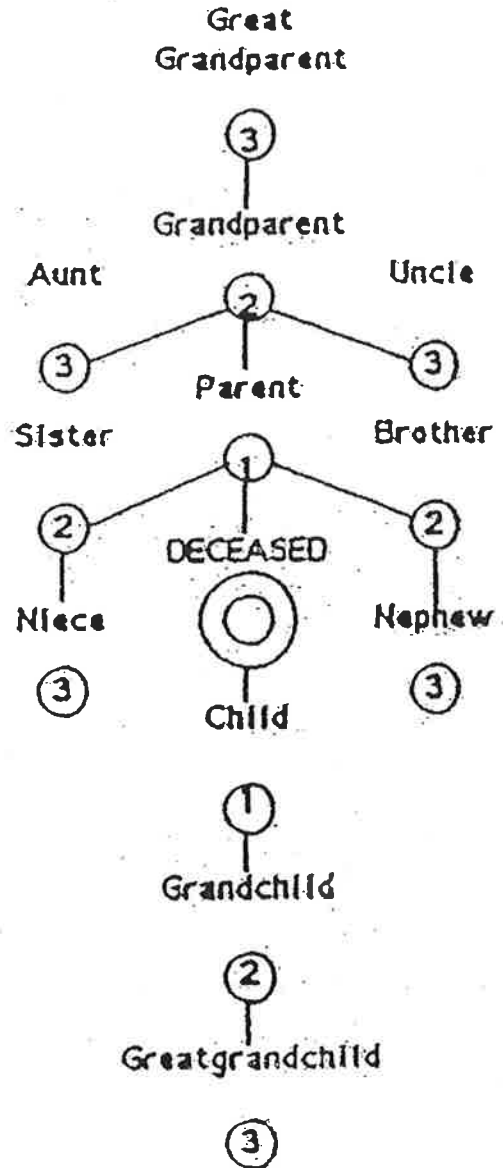 Great
Grandparent
3
Grandparent
Aunt Uncle
2
3 3
Parent
Sister Brother
1
2 2
DECEASED
Niece Nephew
3 3
Child
1
Grandchild
2
Greatgrandchild
3